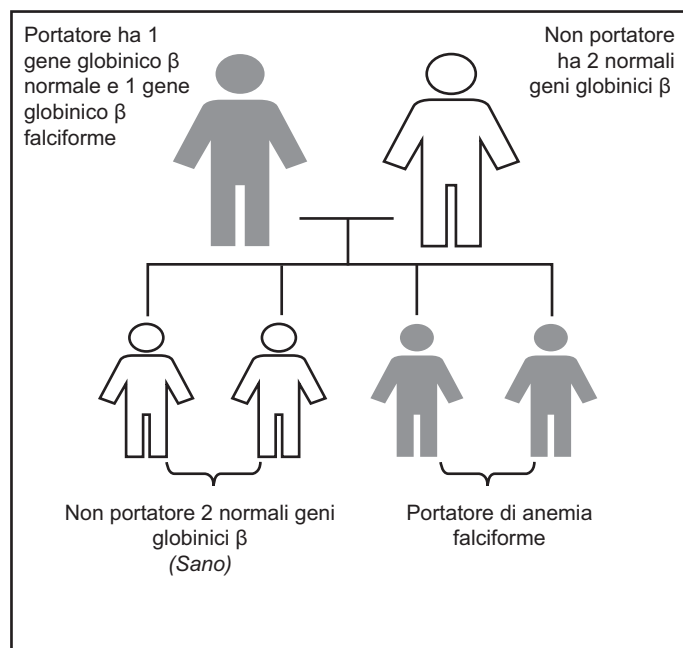 Portatore ha 1
gene globinico β
normale e 1 gene
globinico β
falciforme
Non portatore
ha 2 normali
geni globinici β
Non portatore 2 normali geni
globinici β
(Sano)
Portatore di anemia
falciforme